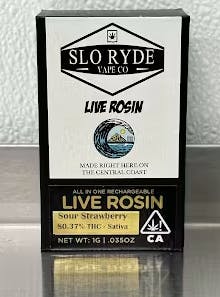 SLO RYDE
VAPE CO
LIVE ROSIN
MADE RIGHT HERE ON
THE CENTRAL COAST
ALL IN ONE RECHARGEABLE
LIVE ROSIN
Sour Strawberry
80.37% THC - Sativa
NET WT: 1G | .035OZ
CA